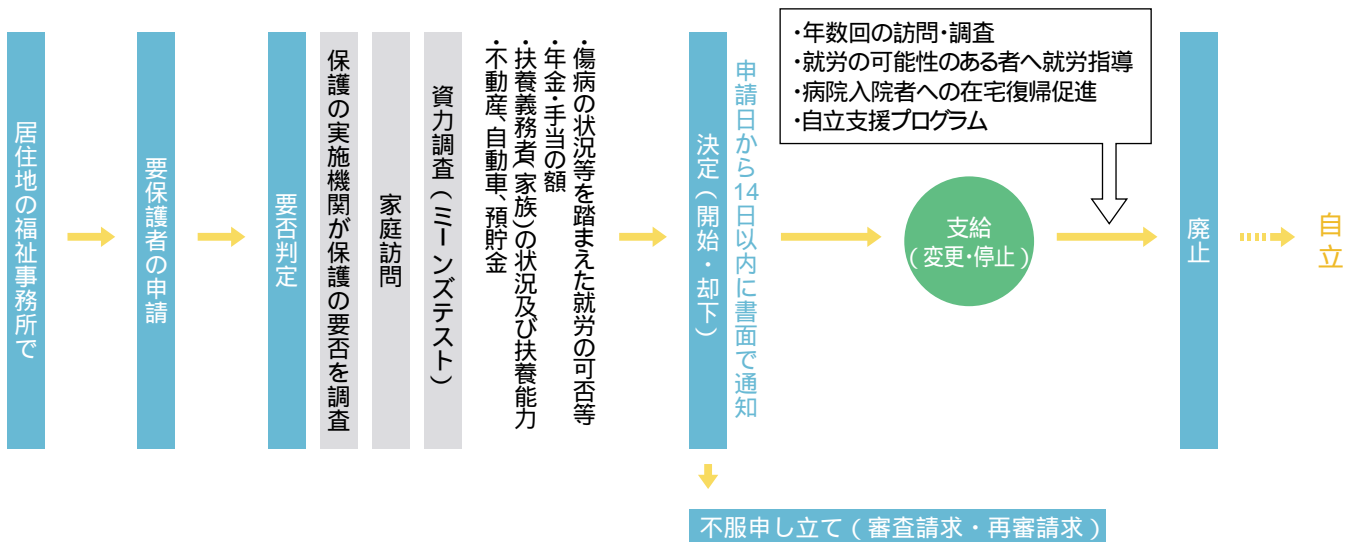 居住地の福祉事務所で
要保護者の申請
要否判定
保護の実施機関が保護の要否を調査
家庭訪問
資力調査(ミーンズテスト)
・不動産、自動車、預貯金
・扶養義務者(家族)の状況及び扶養能力
・年金・手当の額
・傷病の状況等を踏まえた就労の可否等
決定(開始・却下)
申請日から14日以内に書面で通知
不服申し立て(審査請求・再審請求)
支給
(変更・停止)
・年数回の訪問・調査
・就労の可能性のある者へ就労指導
・病院入院者への在宅復帰促進
・自立支援プログラム
廃止
自立